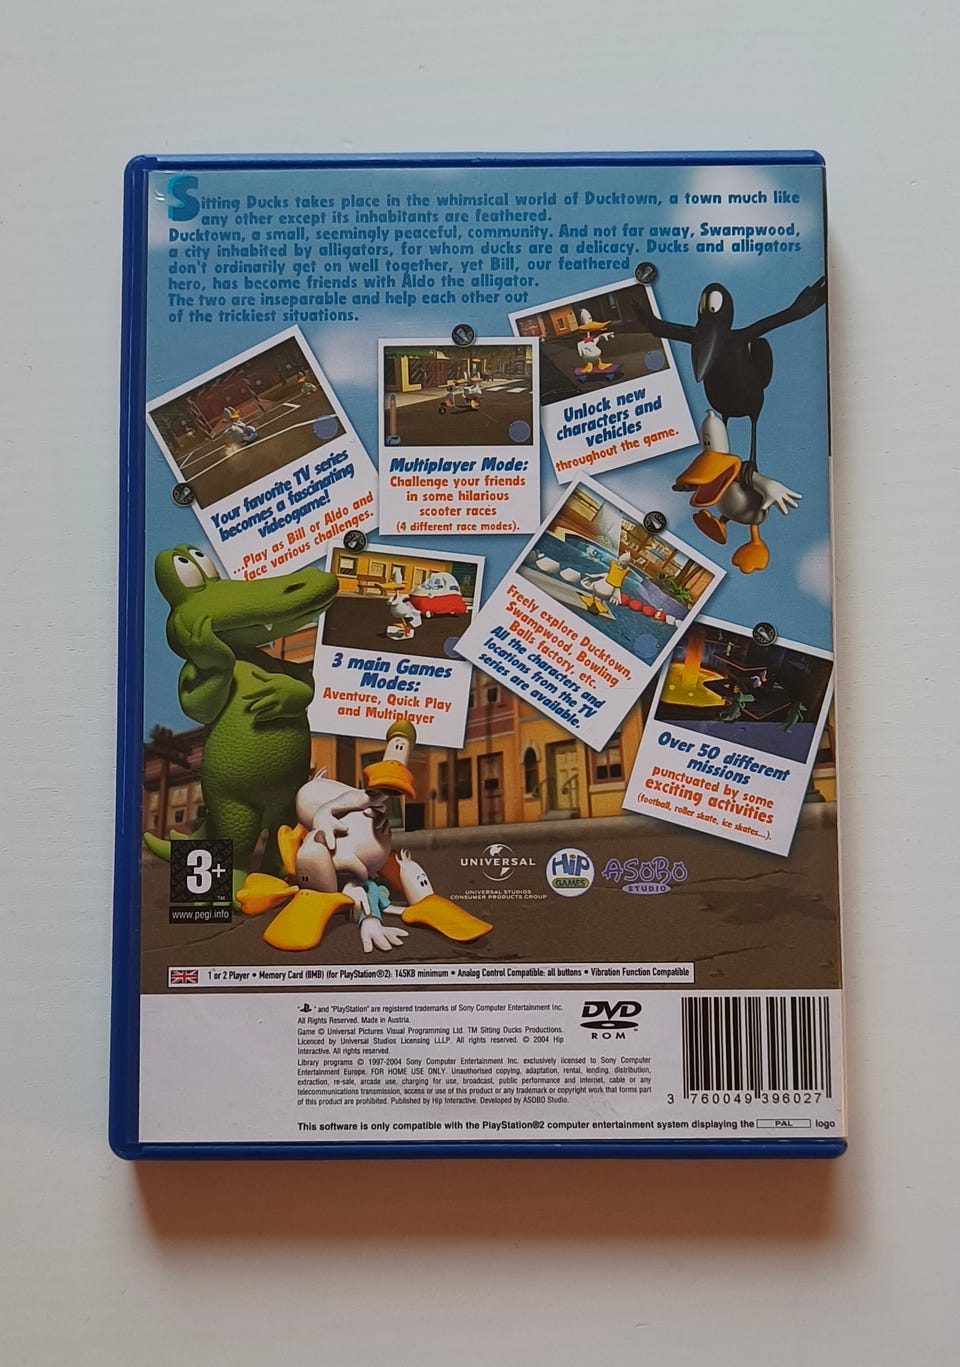 Sitting Ducks takes place in the whimsical world of Ducktown, a town much like
any other except its inhabitants are feathered.
Ducktown, a small, seemingly peaceful, community. And not far away, Swampwood,
a city inhabited by alligators, for whom ducks are a delicacy. Ducks and alligators
don't ordinarily get on well together, yet Bill, our feathered
hero, has become friends with Aldo the alligator.
The two are inseparable and help each other out
of the trickiest situations.
Your favorite TV series
becomes a fascinating
videogame!
...Play as Bill or Aldo and
face various challenges.
Multiplayer Mode:
Challenge your friends
in some hilarious
scooter races
(4 different race modes).
Unlock new
characters and
vehicles
throughout the game.
3 main Games
Modes:
Aventure, Quick Play
and Multiplayer
Freely explore Ducktown,
Swampwood, Bowling
Balls factory, etc.
All the characters and
locations from the TV
series are available.
Over 50 different
missions
punctuated by some
exciting activities
(football, roller skate, ice skates...).
3+
TM
www.pegi.info
UNIVERSAL
UNIVERSAL STUDIOS
CONSUMER PRODUCTS GROUP
HiP
GAMES
ASOBO
STUDIO
1 or 2 Player • Memory Card (8MB) (for PlayStation®2): 145KB minimum • Analog Control Compatible: all buttons • Vibration Function Compatible
" " and "PlayStation" are registered trademarks of Sony Computer Entertainment Inc.
All Rights Reserved. Made in Austria.
Game © Universal Pictures Visual Programming Ltd. TM Sitting Ducks Productions.
Licenced by Universal Studios Licensing LLLP. All rights reserved. © 2004 Hip
Interactive. All rights reserved.
Library programs © 1997-2004 Sony Computer Entertainment Inc. exclusively licensed to Sony Computer
Entertainment Europe. FOR HOME USE ONLY. Unauthorised copying, adaptation, rental, lending, distribution,
extraction, re-sale, arcade use, charging for use, broadcast, public performance and internet, cable or any
telecommunications transmission, access or use of this product or any trademark or copyright work that forms part
of this product are prohibited. Published by Hip Interactive. Developed by ASOBO Studio.
DVD
ROM
3 760049 396027
This software is only compatible with the PlayStation®2 computer entertainment system displaying the PAL logo